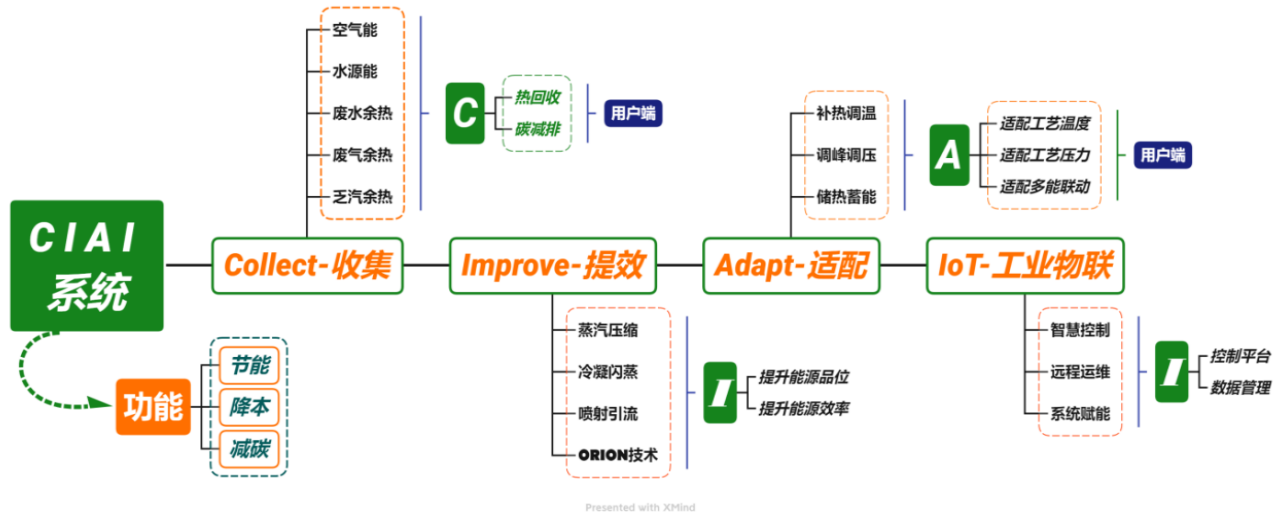 CIAI
系统
功能
节能
降本
减碳
Collect-收集
空气能
水源能
废水余热
废气余热
乏汽余热
C
热回收
碳减排
用户端
Improve-提效
蒸汽压缩
冷凝闪蒸
喷射引流
ORION技术
I
提升能源品位
提升能源效率
Adapt-适配
补热调温
调峰调压
储热蓄能
A
适配工艺温度
适配工艺压力
适配多能联动
用户端
IoT-工业物联
智慧控制
远程运维
系统赋能
I
控制平台
数据管理
Presented with XMind